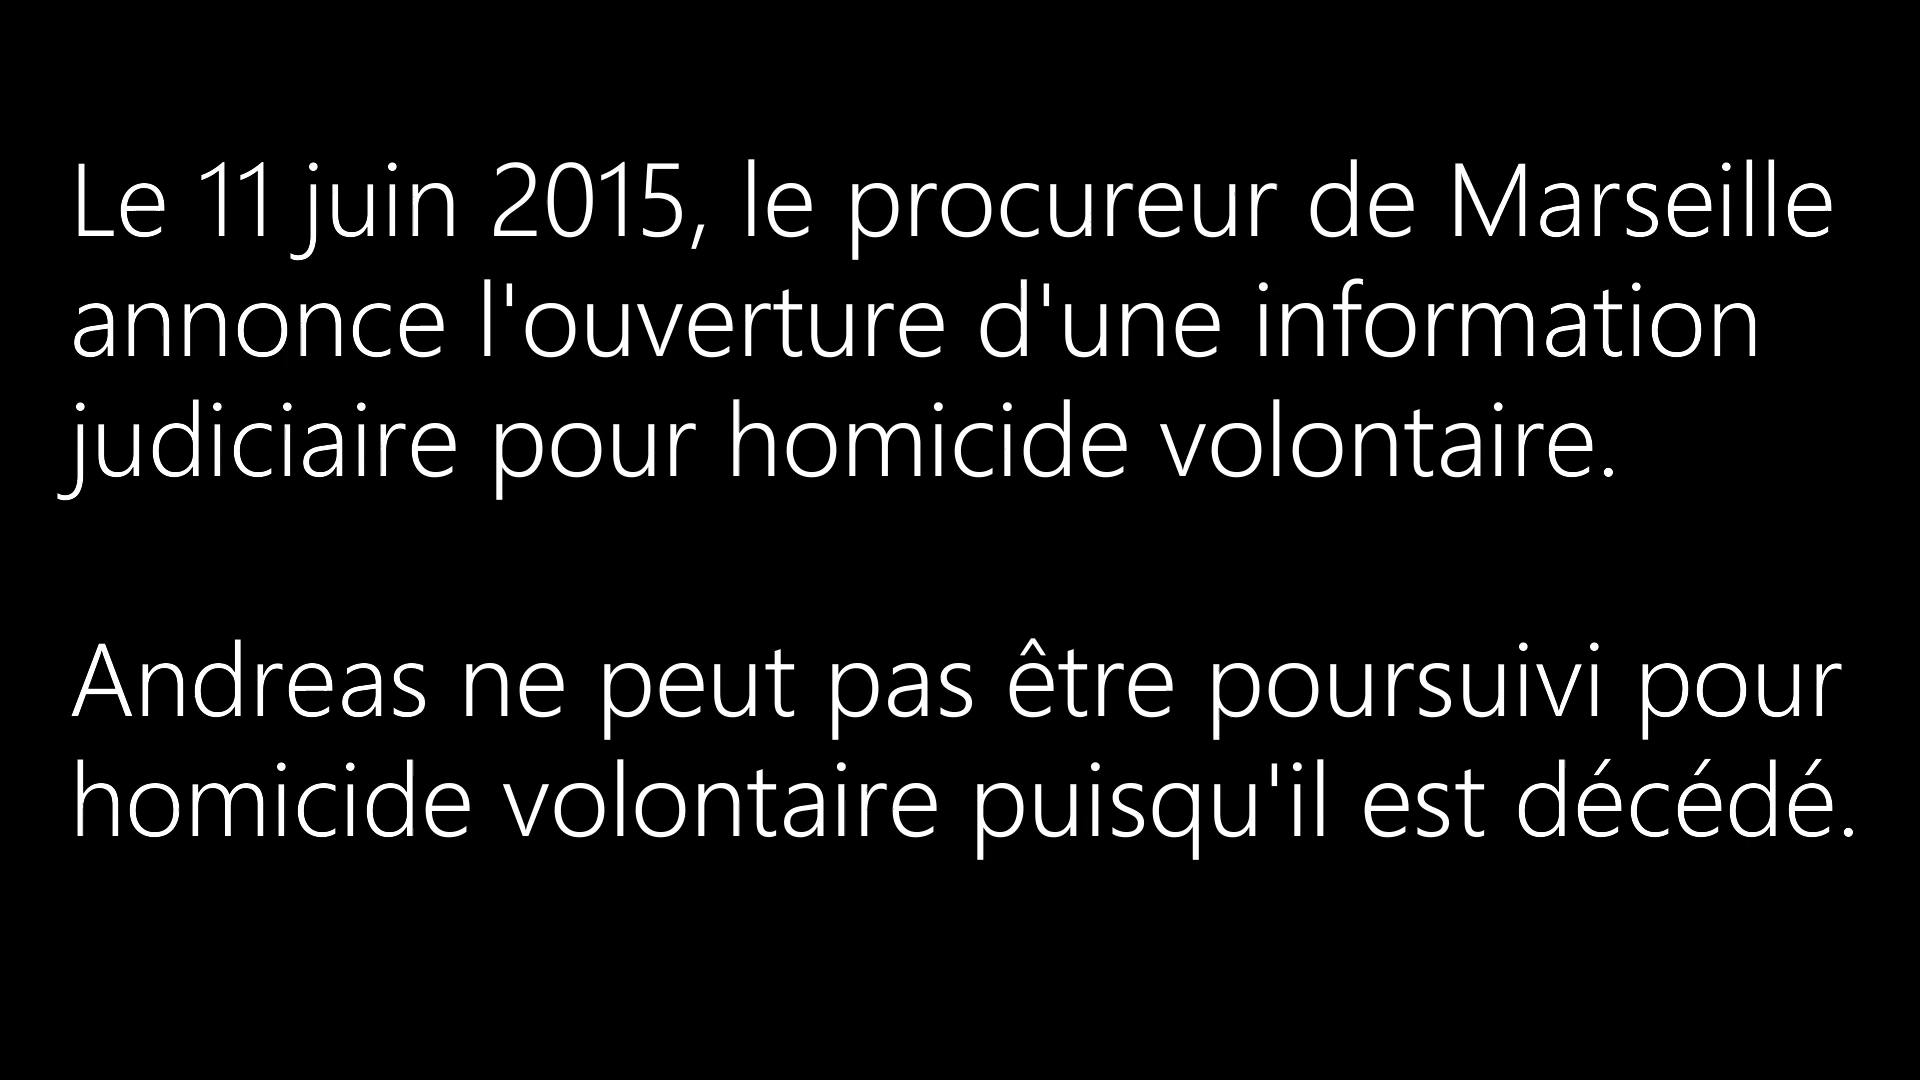 Le 11 juin 2015, le procureur de Marseille
annonce l'ouverture d'une information
judiciaire pour homicide volontaire.
Andreas ne peut pas être poursuivi pour
homicide volontaire puisqu'il est décédé.